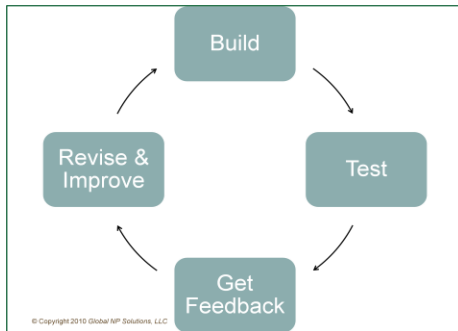 Build
Test
Get
Feedback
Revise &
Improve
© Copyright 2010 Global NP Solutions, LLC